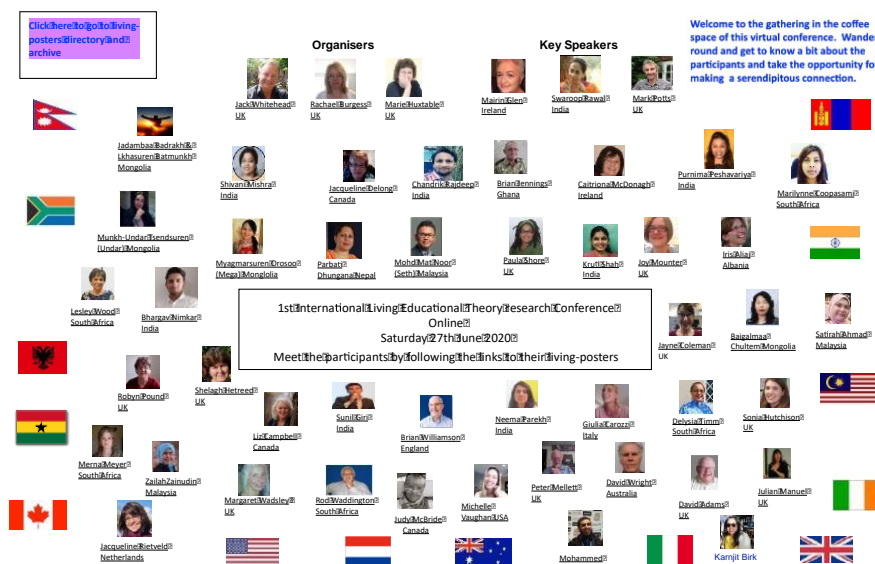 Click here to go to living-
posters directory and
archive
Organisers
Key Speakers
Welcome to the gathering in the coffee
space of this virtual conference. Wander
round and get to know a bit about the
participants and take the opportunity for
making a serendipitous connection.
Jack Whitehead
UK
Rachael Burgess
UK
Marie Huxtable
UK
Mairin Glen
Ireland
Swaroop Rawal
India
Mark Potts
UK
Jadambaa Badrakh &
Lkhasuren Batmunkh
Mongolia
Shivani Mishra
India
Jacqueline Delong
Canada
Chandrik Rajdeep
India
Brian Jennings
Ghana
Caitriona McDonagh
Ireland
Purnima Peshavariya
India
Marilynne Coopasami
South Africa
Munkh-Undar Tsendsuren
(Undar) Mongolia
Myagmarsuren Orosoo
(Mega) Monglolia
Parbati
Dhungana Nepal
Mohd Mat Noor
(Seth) Malaysia
Paula Shore
UK
Kruti Shah
India
Joy Mounter
UK
Iris Aliaj
Albania
Lesley Wood
South Africa
Bhargav Nimkar
India
1st International Living Educational Theory research Conference
Online
Saturday 27th June 2020
Meet the participants by following the links to their living-posters
Jayne Coleman
UK
Baigalmaa
Chultem Mongolia
Satirah Ahmad
Malaysia
Robyn Pound
UK
Shelagh Hetreed
UK
Liz Campbell
Canada
Sunil Giri
India
Brian Williamson
England
Neema Parekh
India
Giulia Carozzi
Italy
Delysia Timm
South Africa
Sonia Hutchison
UK
Merna Meyer
South Africa
Zailah Zainudin
Malaysia
Margaret Wadsley
UK
Rod Waddington
South Africa
Judy McBride
Canada
Michelle
Vaughan USA
Peter Mellett
UK
David Wright
Australia
David Adams
UK
Julian Manuel
UK
Jacqueline Rietveld
Netherlands
Mohammed
Karnjit Birk